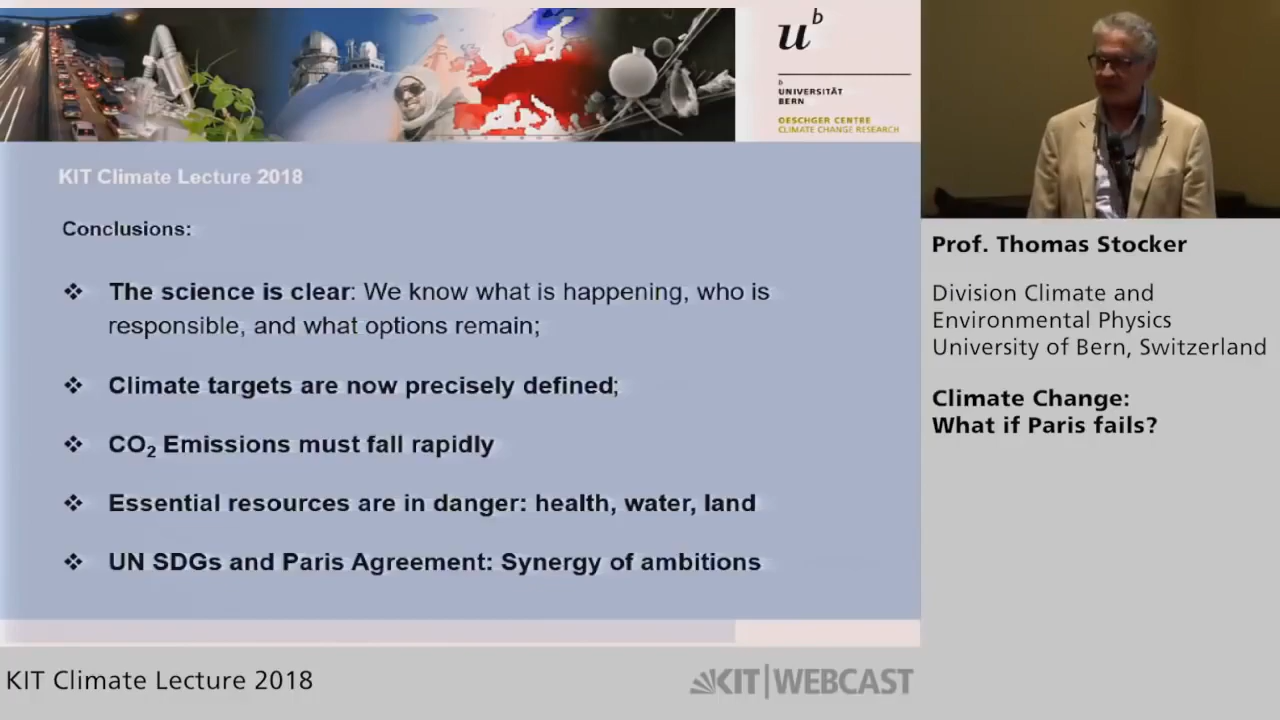 u^b
b
UNIVERSITÄT
BERN
OESCHGER CENTRE
CLIMATE CHANGE RESEARCH
KIT Climate Lecture 2018
Conclusions:
❖ The science is clear: We know what is happening, who is
responsible, and what options remain;
❖ Climate targets are now precisely defined;
❖ CO₂ Emissions must fall rapidly
❖ Essential resources are in danger: health, water, land
❖ UN SDGs and Paris Agreement: Synergy of ambitions
Prof. Thomas Stocker
Division Climate and
Environmental Physics
University of Bern, Switzerland
Climate Change:
What if Paris fails?
KIT Climate Lecture 2018
KIT|WEBCAST